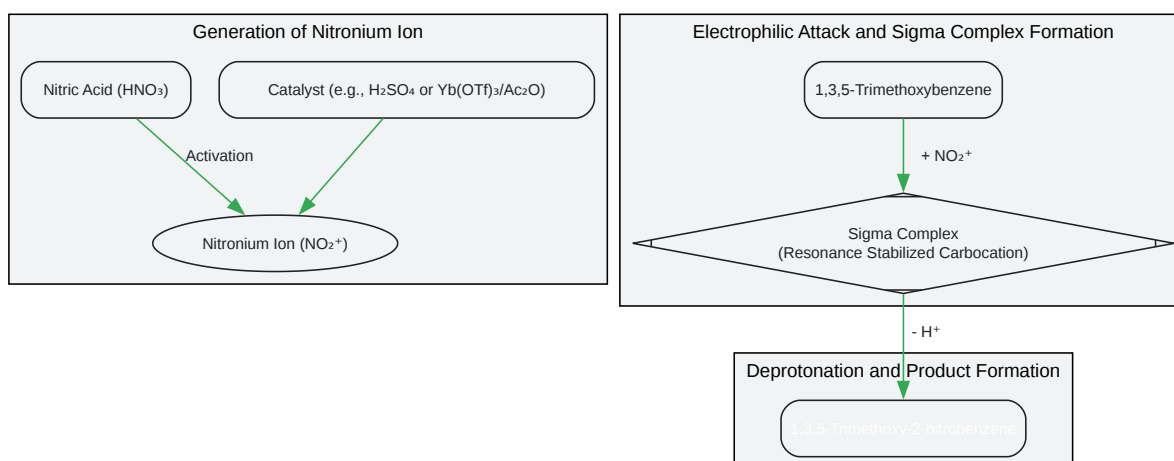 Generation of Nitronium Ion
Nitric Acid (HNO₃)
Catalyst (e.g., H₂SO₄ or Yb(OTf)₃/Ac₂O)
Activation
Nitronium Ion (NO₂⁺)
Electrophilic Attack and Sigma Complex Formation
1,3,5-Trimethoxybenzene
+ NO₂⁺
Sigma Complex
(Resonance Stabilized Carbocation)
- H⁺
Deprotonation and Product Formation
1,3,5-Trimethoxy-2-nitrobenzene